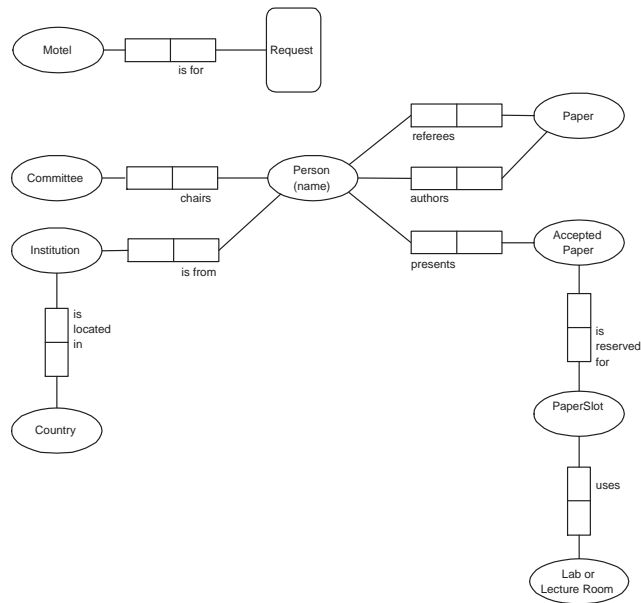 Motel
Request
is for
referees
Paper
Committee
chairs
Person
(name)
authors
Institution
is from
presents
Accepted
Paper
is
located
in
is
reserved
for
Country
PaperSlot
uses
Lab or
Lecture Room